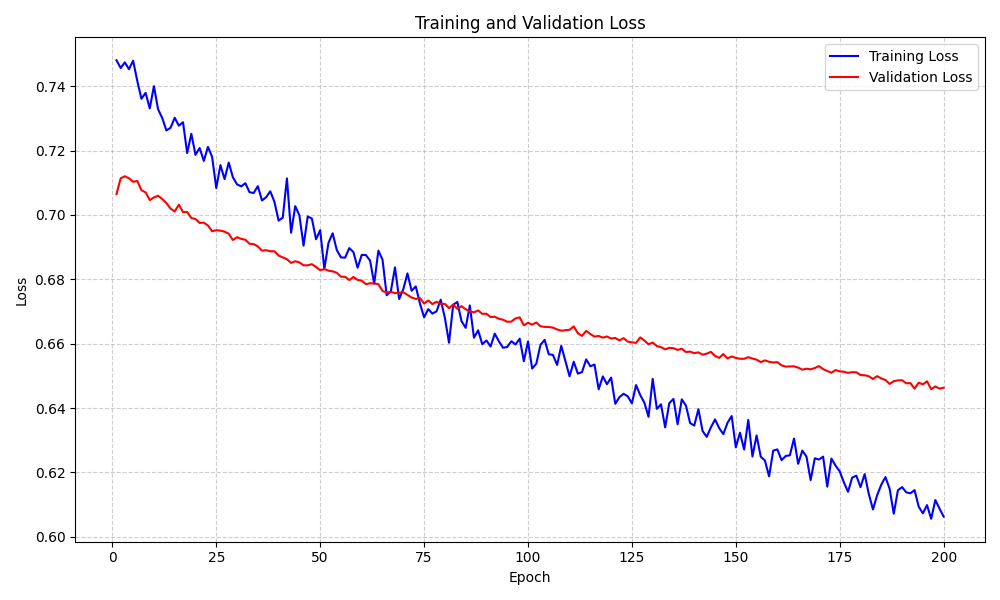 Training and Validation Loss
Training Loss
Validation Loss
Loss
0.74
0.72
0.70
0.68
0.66
0.64
0.62
0.60
0 25 50 75 100 125 150 175 200
Epoch